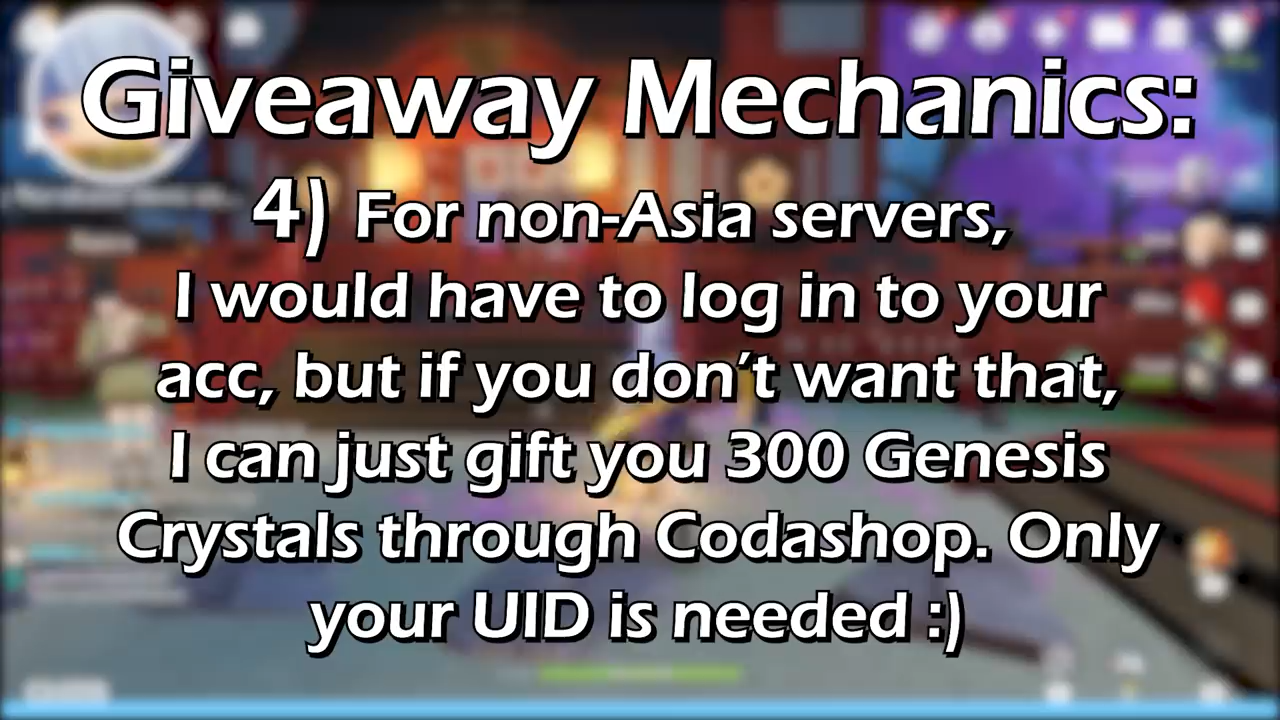 Giveaway Mechanics:
4) For non-Asia servers,
I would have to log in to your
acc, but if you don't want that,
I can just gift you 300 Genesis
Crystals through Codashop. Only
your UID is needed :)